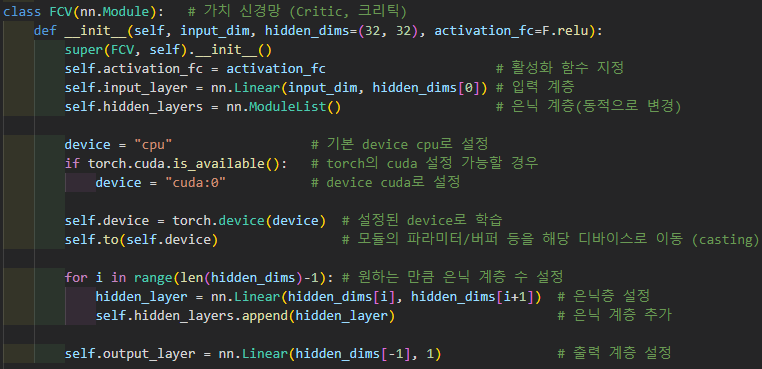 class FCV(nn.Module):   # 가치 신경망 (Critic, 크리틱)
    def __init__(self, input_dim, hidden_dims=(32, 32), activation_fc=F.relu):
        super(FCV, self).__init__()
        self.activation_fc = activation_fc                     # 활성화 함수 지정
        self.input_layer = nn.Linear(input_dim, hidden_dims[0]) # 입력 계층
        self.hidden_layers = nn.ModuleList()                   # 은닉 계층(동적으로 변경)
        device = "cpu"                  # 기본 device cpu로 설정
        if torch.cuda.is_available():   # torch의 cuda 설정 가능할 경우
            device = "cuda:0"           # device cuda로 설정
        self.device = torch.device(device)  # 설정된 device로 학습
        self.to(self.device)                # 모듈의 파라미터/버퍼 등을 해당 디바이스로 이동 (casting)
        for i in range(len(hidden_dims)-1): # 원하는 만큼 은닉 계층 수 설정
            hidden_layer = nn.Linear(hidden_dims[i], hidden_dims[i+1])  # 은닉층 설정
            self.hidden_layers.append(hidden_layer)                    # 은닉 계층 추가
        self.output_layer = nn.Linear(hidden_dims[-1], 1)              # 출력 계층 설정